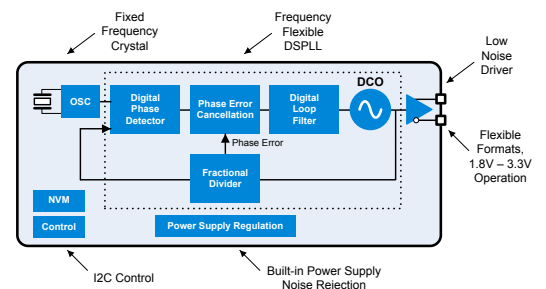 Fixed
Frequency
Crystal
Frequency
Flexible
DSPLL
Low
Noise
Driver
DCO
OSC
Digital
Phase
Detector
Phase Error
Cancellation
Digital
Loop
Filter
Phase Error
Fractional
Divider
Flexible
Formats,
1.8V – 3.3V
Operation
NVM
Control
Power Supply Regulation
I2C Control
Built-in Power Supply
Noise Rejection